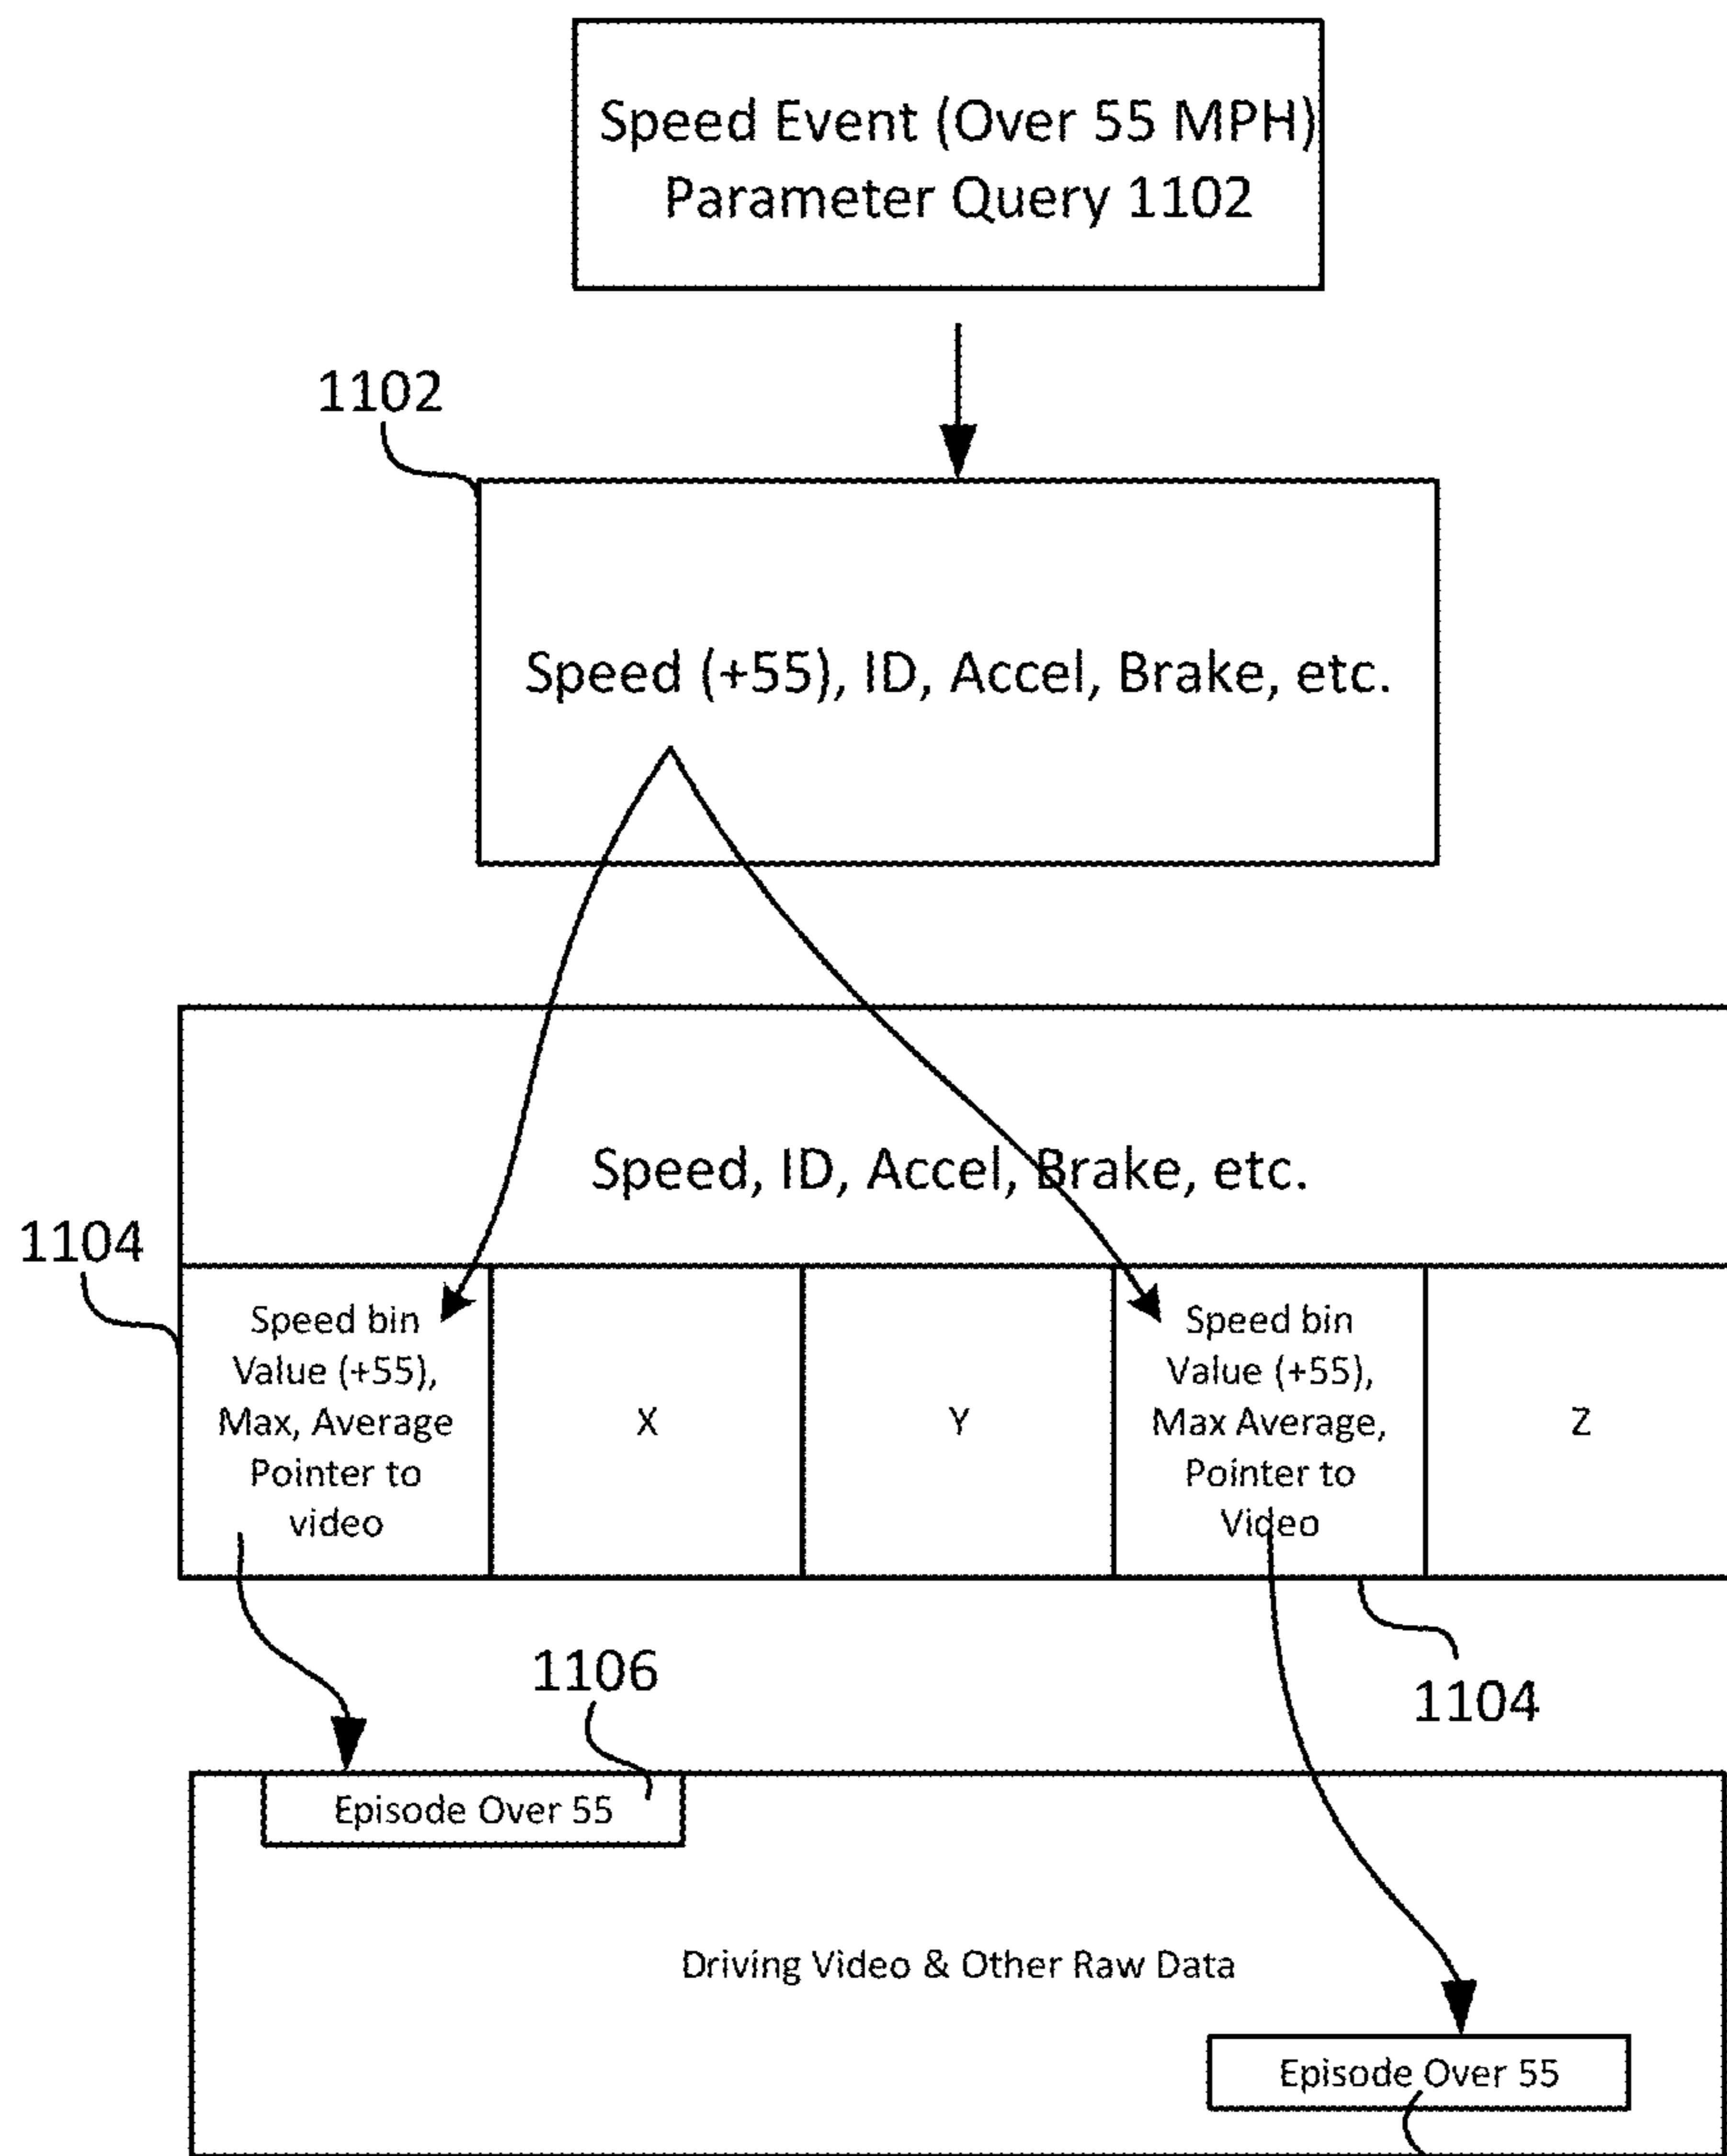 Speed Event (Over 55 MPH)
Parameter Query 1102
1102
Speed (+55), ID, Accel, Brake, etc.
Speed, ID, Accel, Brake, etc.
1104
Speed bin
Value (+55),
Max, Average
Pointer to
video
X
Y
Speed bin
Value (+55),
Max Average,
Pointer to
Video
Z
1106
1104
Episode Over 55
Driving Video & Other Raw Data
Episode Over 55